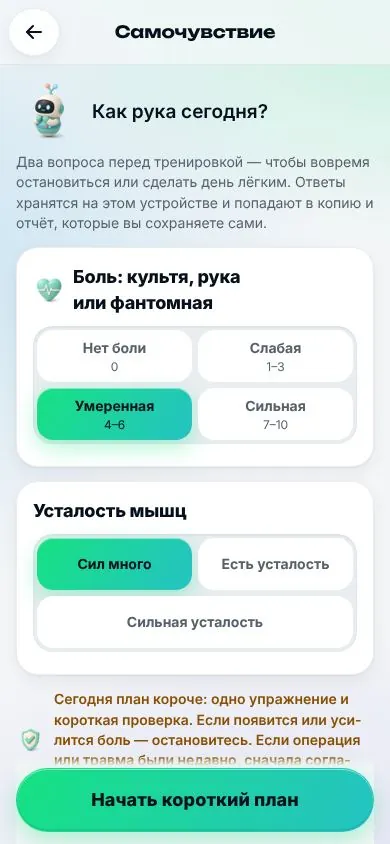 Самочувствие
Как рука сегодня?
Два вопроса перед тренировкой — чтобы вовремя
остановиться или сделать день лёгким. Ответы
хранятся на этом устройстве и попадают в копию и
отчёт, которые вы сохраняете сами.
Боль: культя, рука
или фантомная
Нет боли
0
Слабая
1–3
Умеренная
4–6
Сильная
7–10
Усталость мышц
Сил много
Есть усталость
Сильная усталость
Сегодня план короче: одно упражнение и
короткая проверка. Если появится или уси-
лится боль — остановитесь. Если операция
или травма были недавно, сначала согла-
Начать короткий план